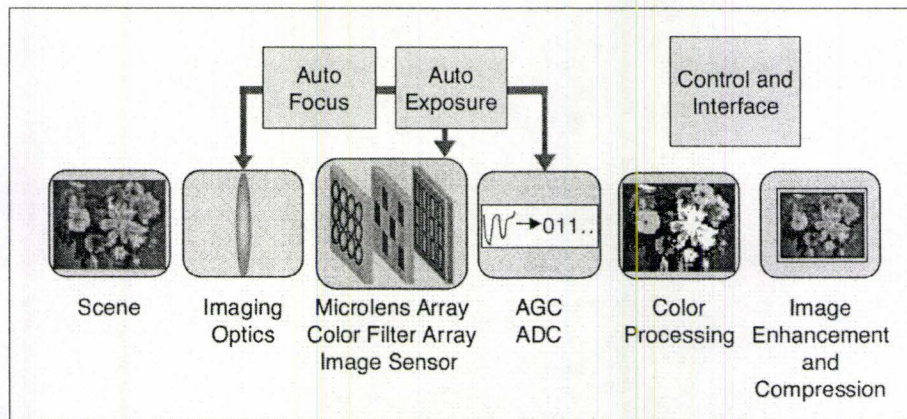 Auto
Focus
Auto
Exposure
Control and
Interface
011..
Scene
Imaging
Optics
Microlens Array
Color Filter Array
Image Sensor
AGC
ADC
Color
Processing
Image
Enhancement
and
Compression